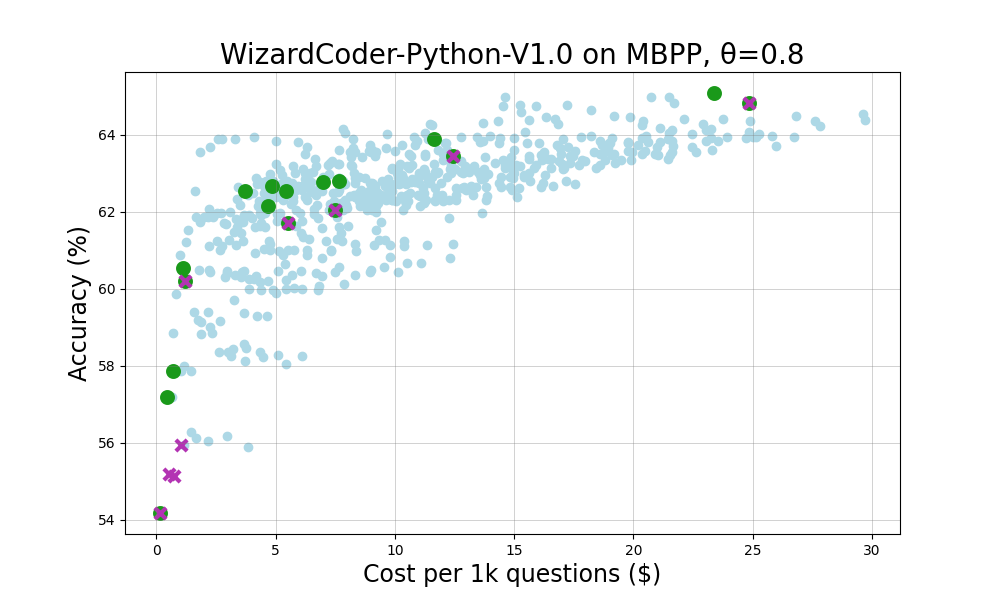 WizardCoder-Python-V1.0 on MBPP, θ=0.8
Accuracy (%)
64
62
60
58
56
54
0 5 10 15 20 25 30
Cost per 1k questions ($)